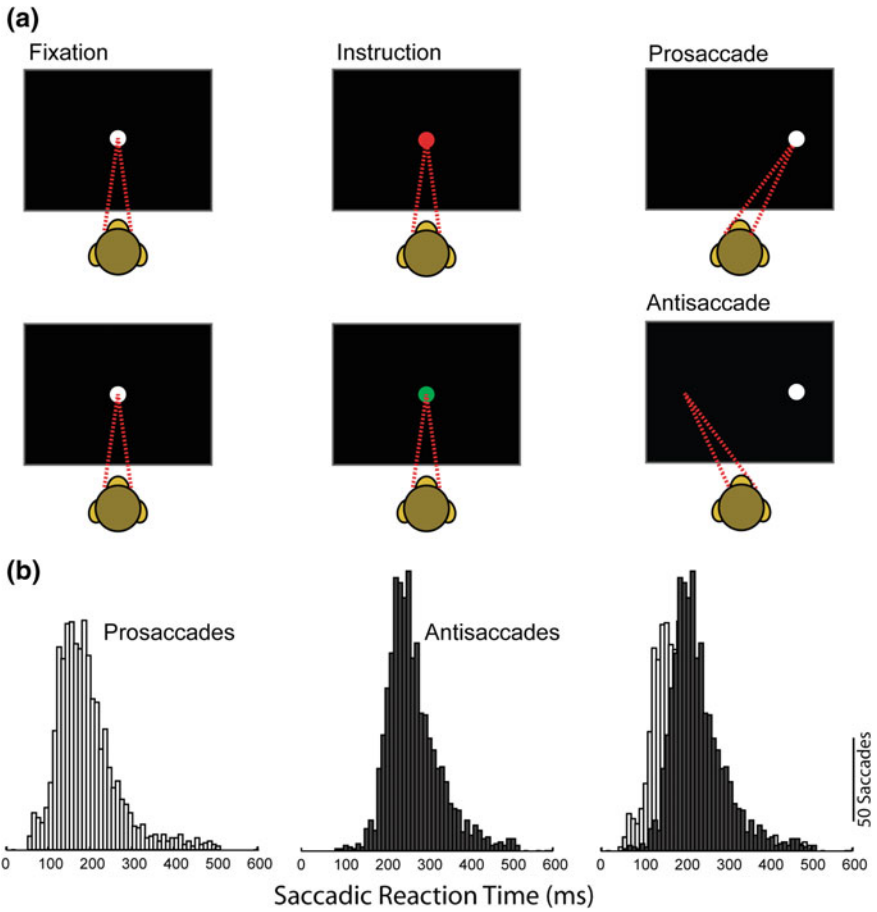 (a)
Fixation Instruction Prosaccade
Antisaccade
(b)
Prosaccades Antisaccades
50 Saccades
0 100 200 300 400 500 600 0 100 200 300 400 500 600 0 100 200 300 400 500 600
Saccadic Reaction Time (ms)